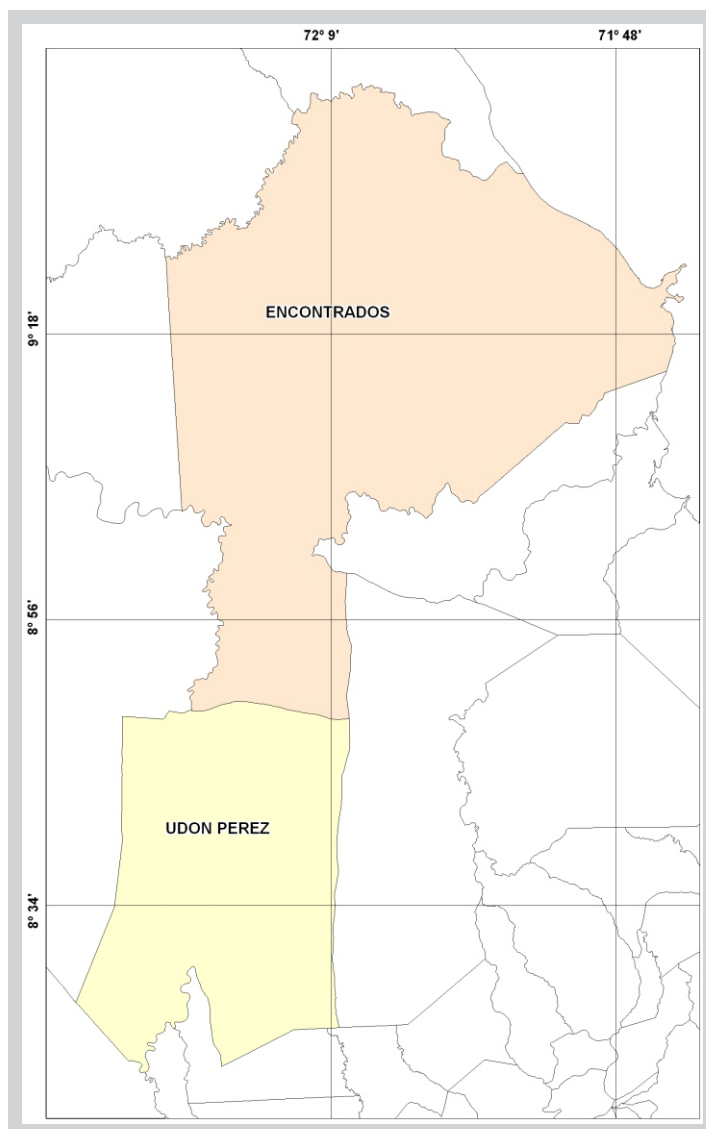 72º 9'
71º 48'
ENCONTRADOS
9º 18'
8º 56'
UDON PEREZ
8º 34'